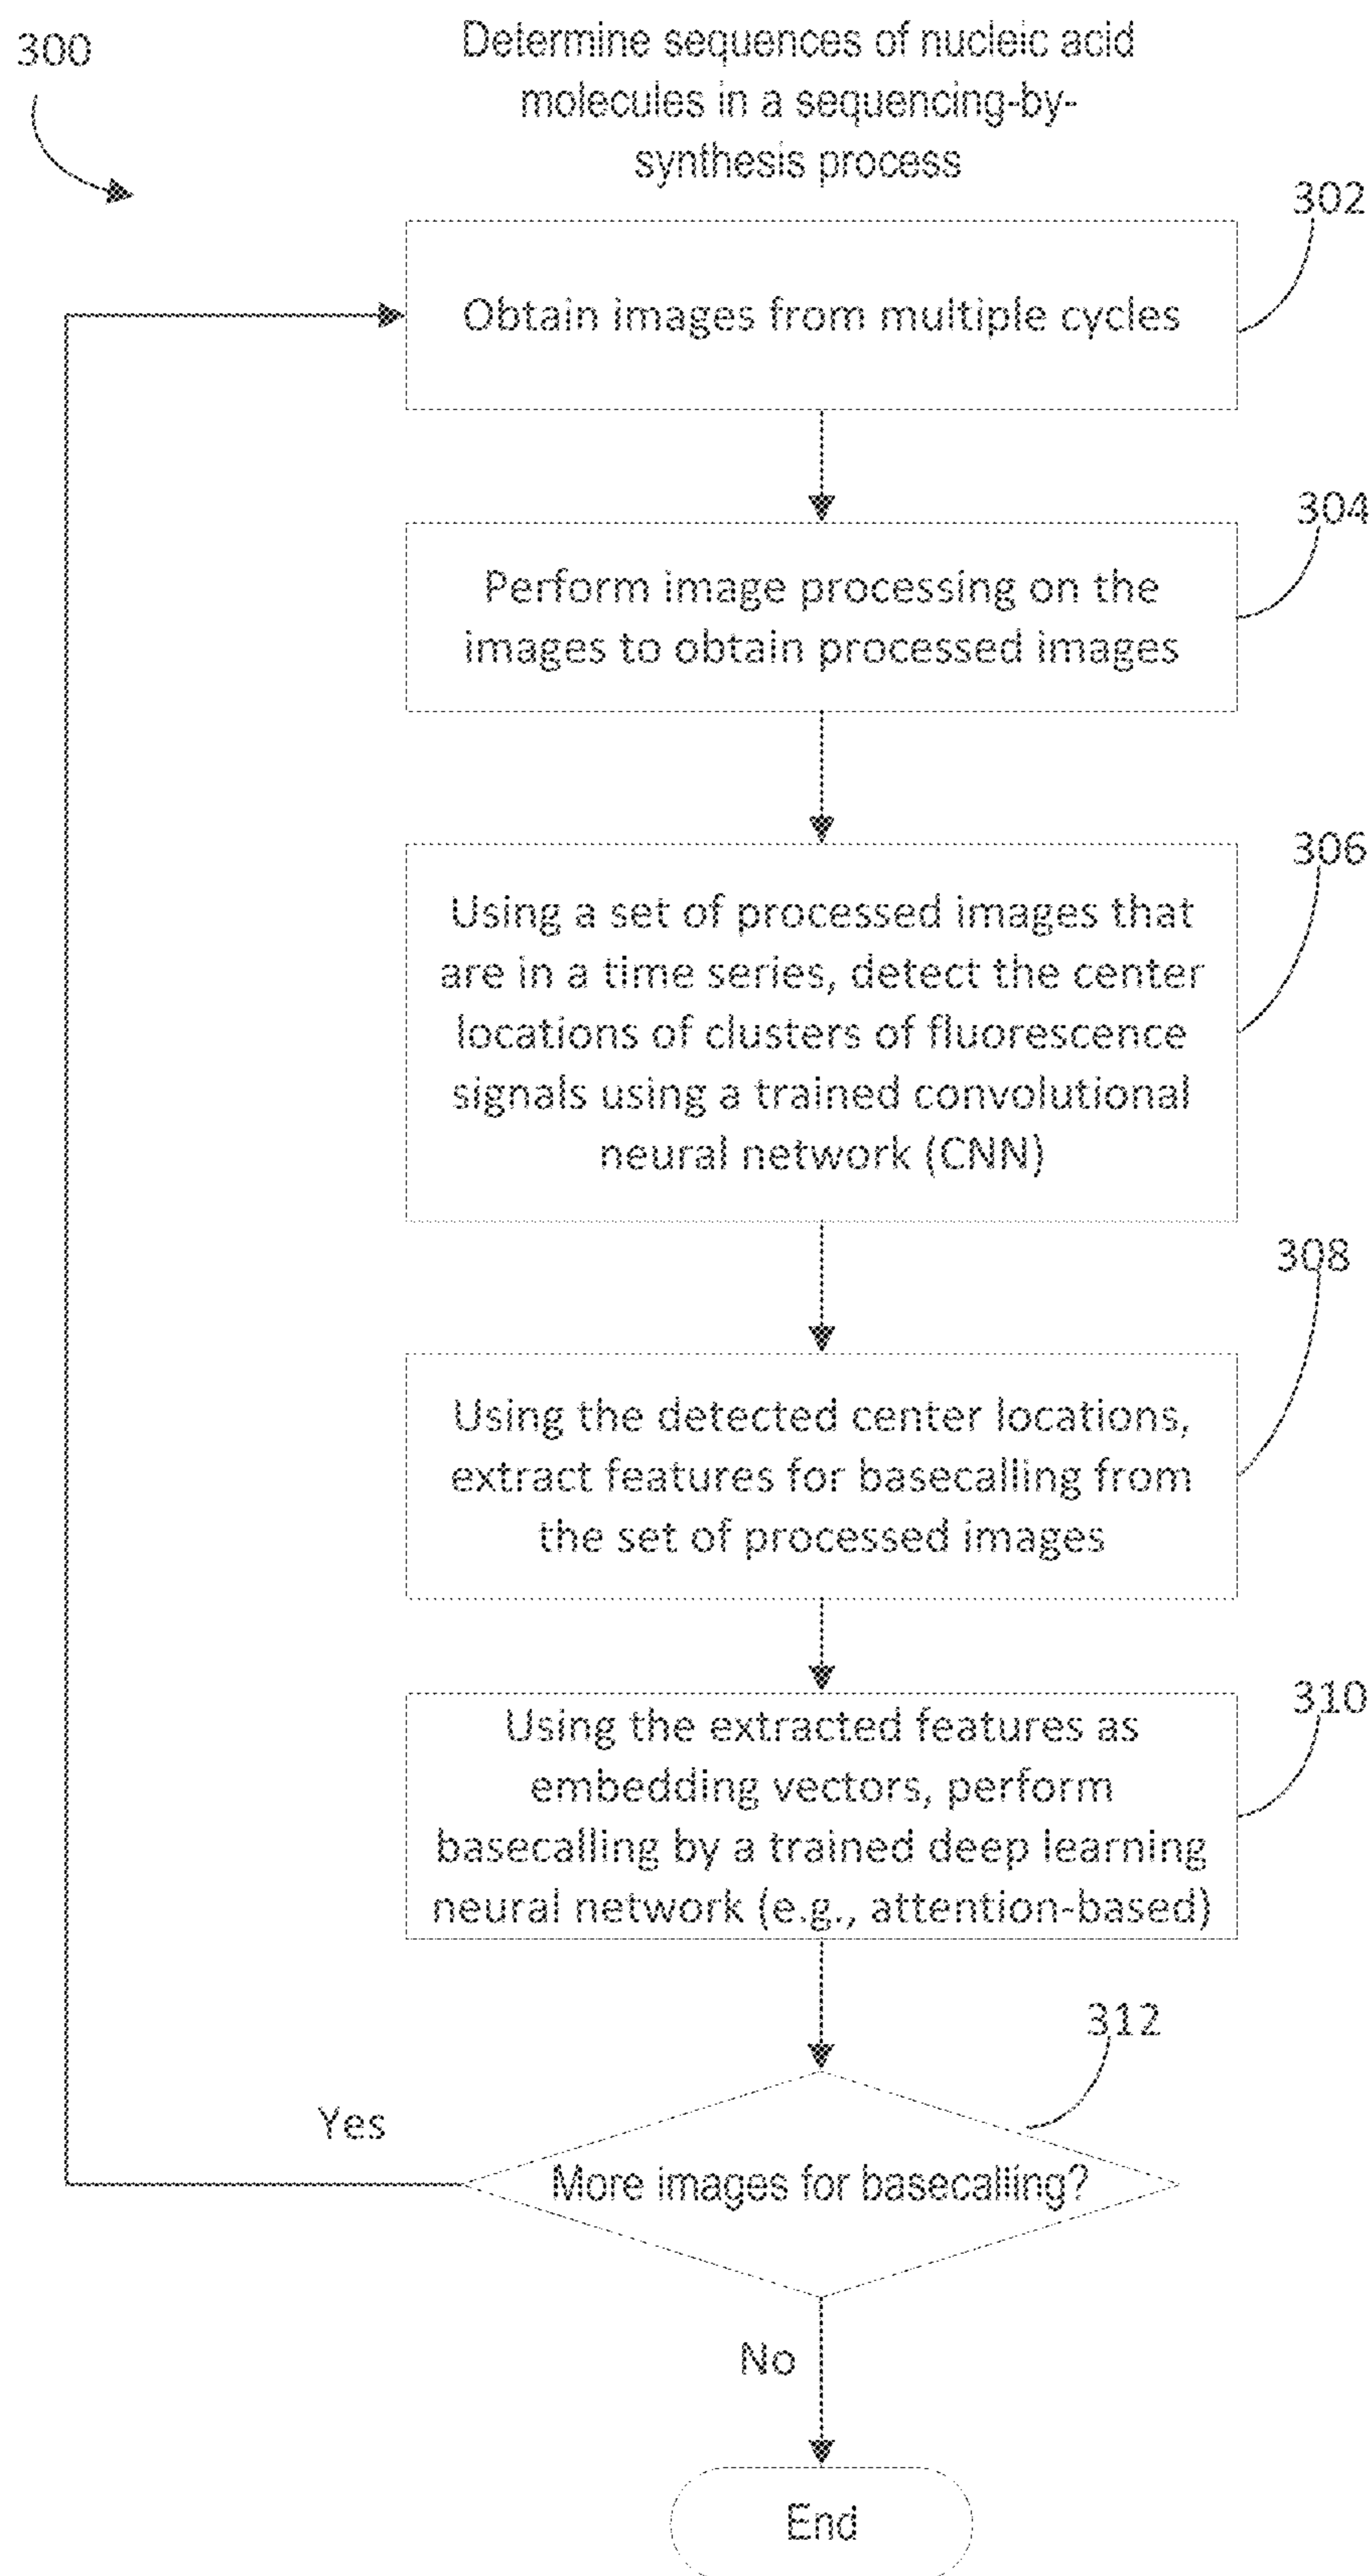 300
Determine sequences of nucleic acid
molecules in a sequencing-by-
synthesis process
302
Obtain images from multiple cycles
304
Perform image processing on the
images to obtain processed images
306
Using a set of processed images that
are in a time series, detect the center
locations of clusters of fluorescence
signals using a trained convolutional
neural network (CNN)
308
Using the detected center locations,
extract features for basecalling from
the set of processed images
310
Using the extracted features as
embedding vectors, perform
basecalling by a trained deep learning
neural network (e.g., attention-based)
312
Yes
More images for basecalling?
No
End